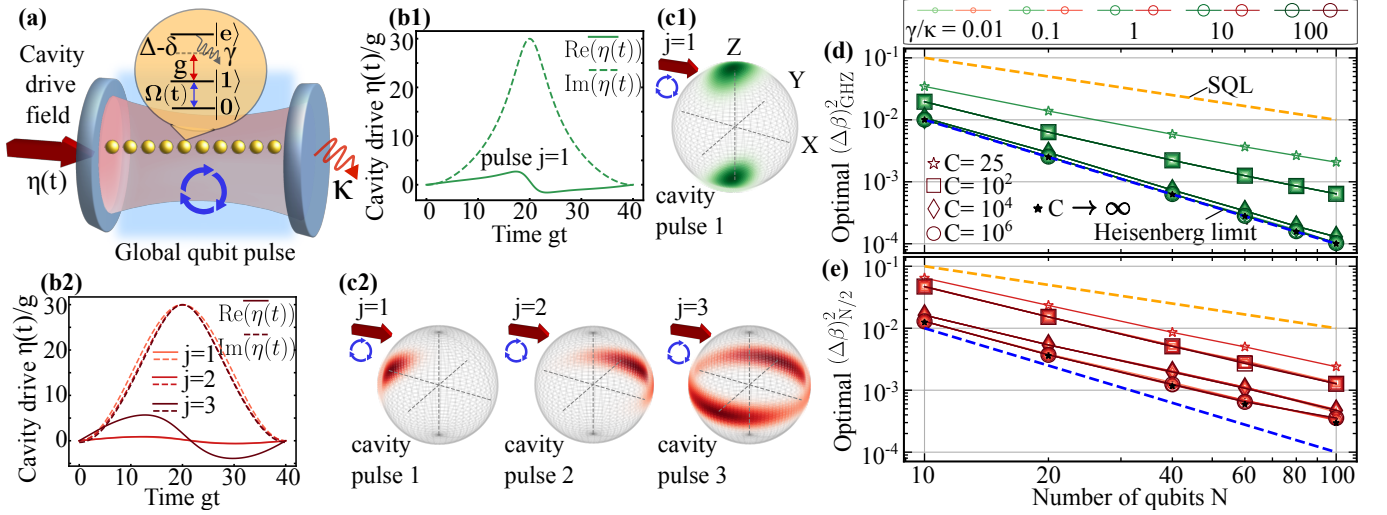 (a)
Cavity
drive
field
η(t)
Δ-δ
|e⟩
γ
g
|1⟩
Ω(t)
|0⟩
κ
Global qubit pulse
(b1)
Cavity drive η(t)/g
30
20
10
0
Re(η(t))
Im(η(t))
pulse j=1
0 10 20 30 40
Time gt
(c1)
j=1
Z
Y
X
cavity
pulse 1
(b2)
Cavity drive η(t)/g
30
20
10
0
Re(η(t))
Im(η(t))
j=1
j=2
j=3
0 10 20 30 40
Time gt
(c2)
j=1
cavity
pulse 1
j=2
cavity
pulse 2
j=3
cavity
pulse 3
γ/κ = 0.01 0.1 1 10 100
(d)
Optimal (Δβ)²GHZ
10⁻¹
10⁻²
10⁻³
10⁻⁴
SQL
C= 25
C= 10²
C= 10⁴
C= 10⁶
C → ∞
Heisenberg limit
(e)
Optimal (Δβ)²N/2
10⁻¹
10⁻²
10⁻³
10⁻⁴
10 20 40 60 80 100
Number of qubits N